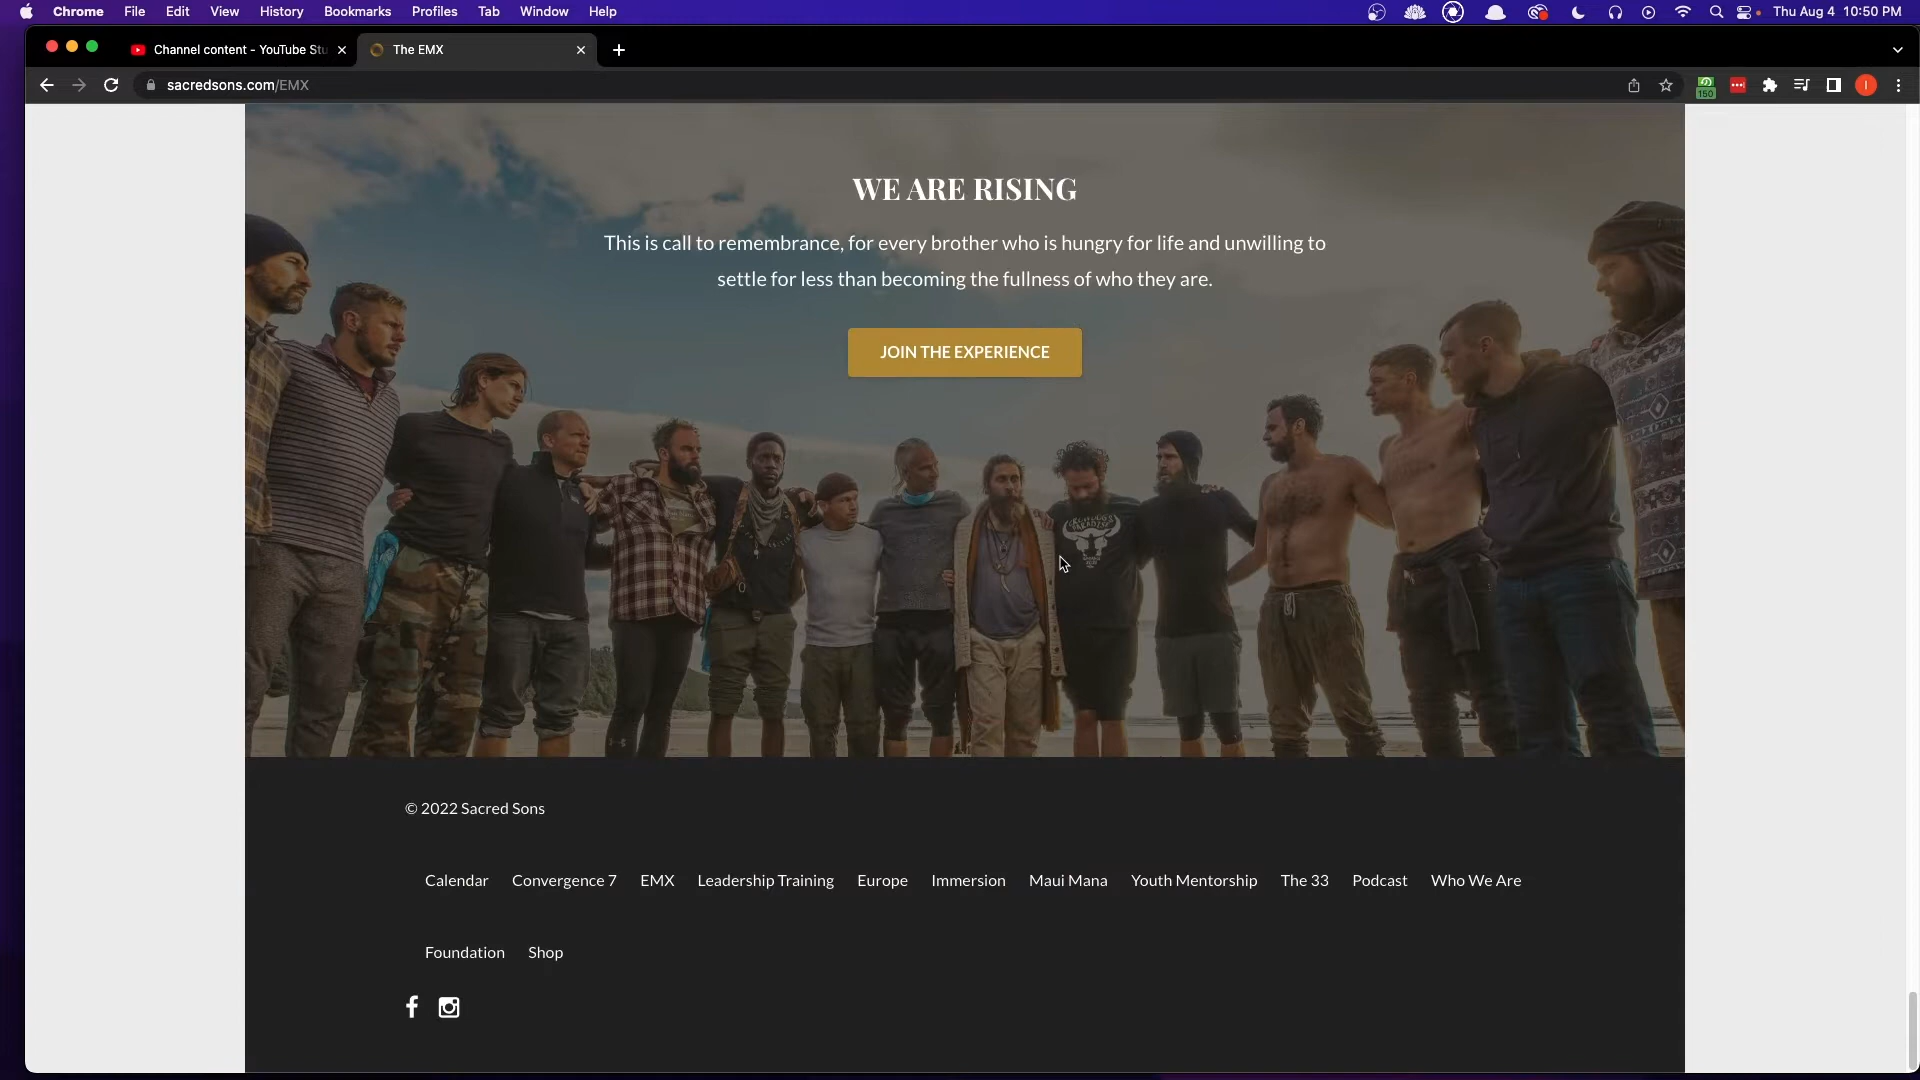 Chrome File Edit View History Bookmarks Profiles Tab Window Help Thu Aug 4 10:50 PM
Channel content - YouTube Stu The EMX
sacredsons.com/EMX
150
WE ARE RISING
This is call to remembrance, for every brother who is hungry for life and unwilling to
settle for less than becoming the fullness of who they are.
JOIN THE EXPERIENCE
© 2022 Sacred Sons
Calendar Convergence 7 EMX Leadership Training Europe Immersion Maui Mana Youth Mentorship The 33 Podcast Who We Are
Foundation Shop